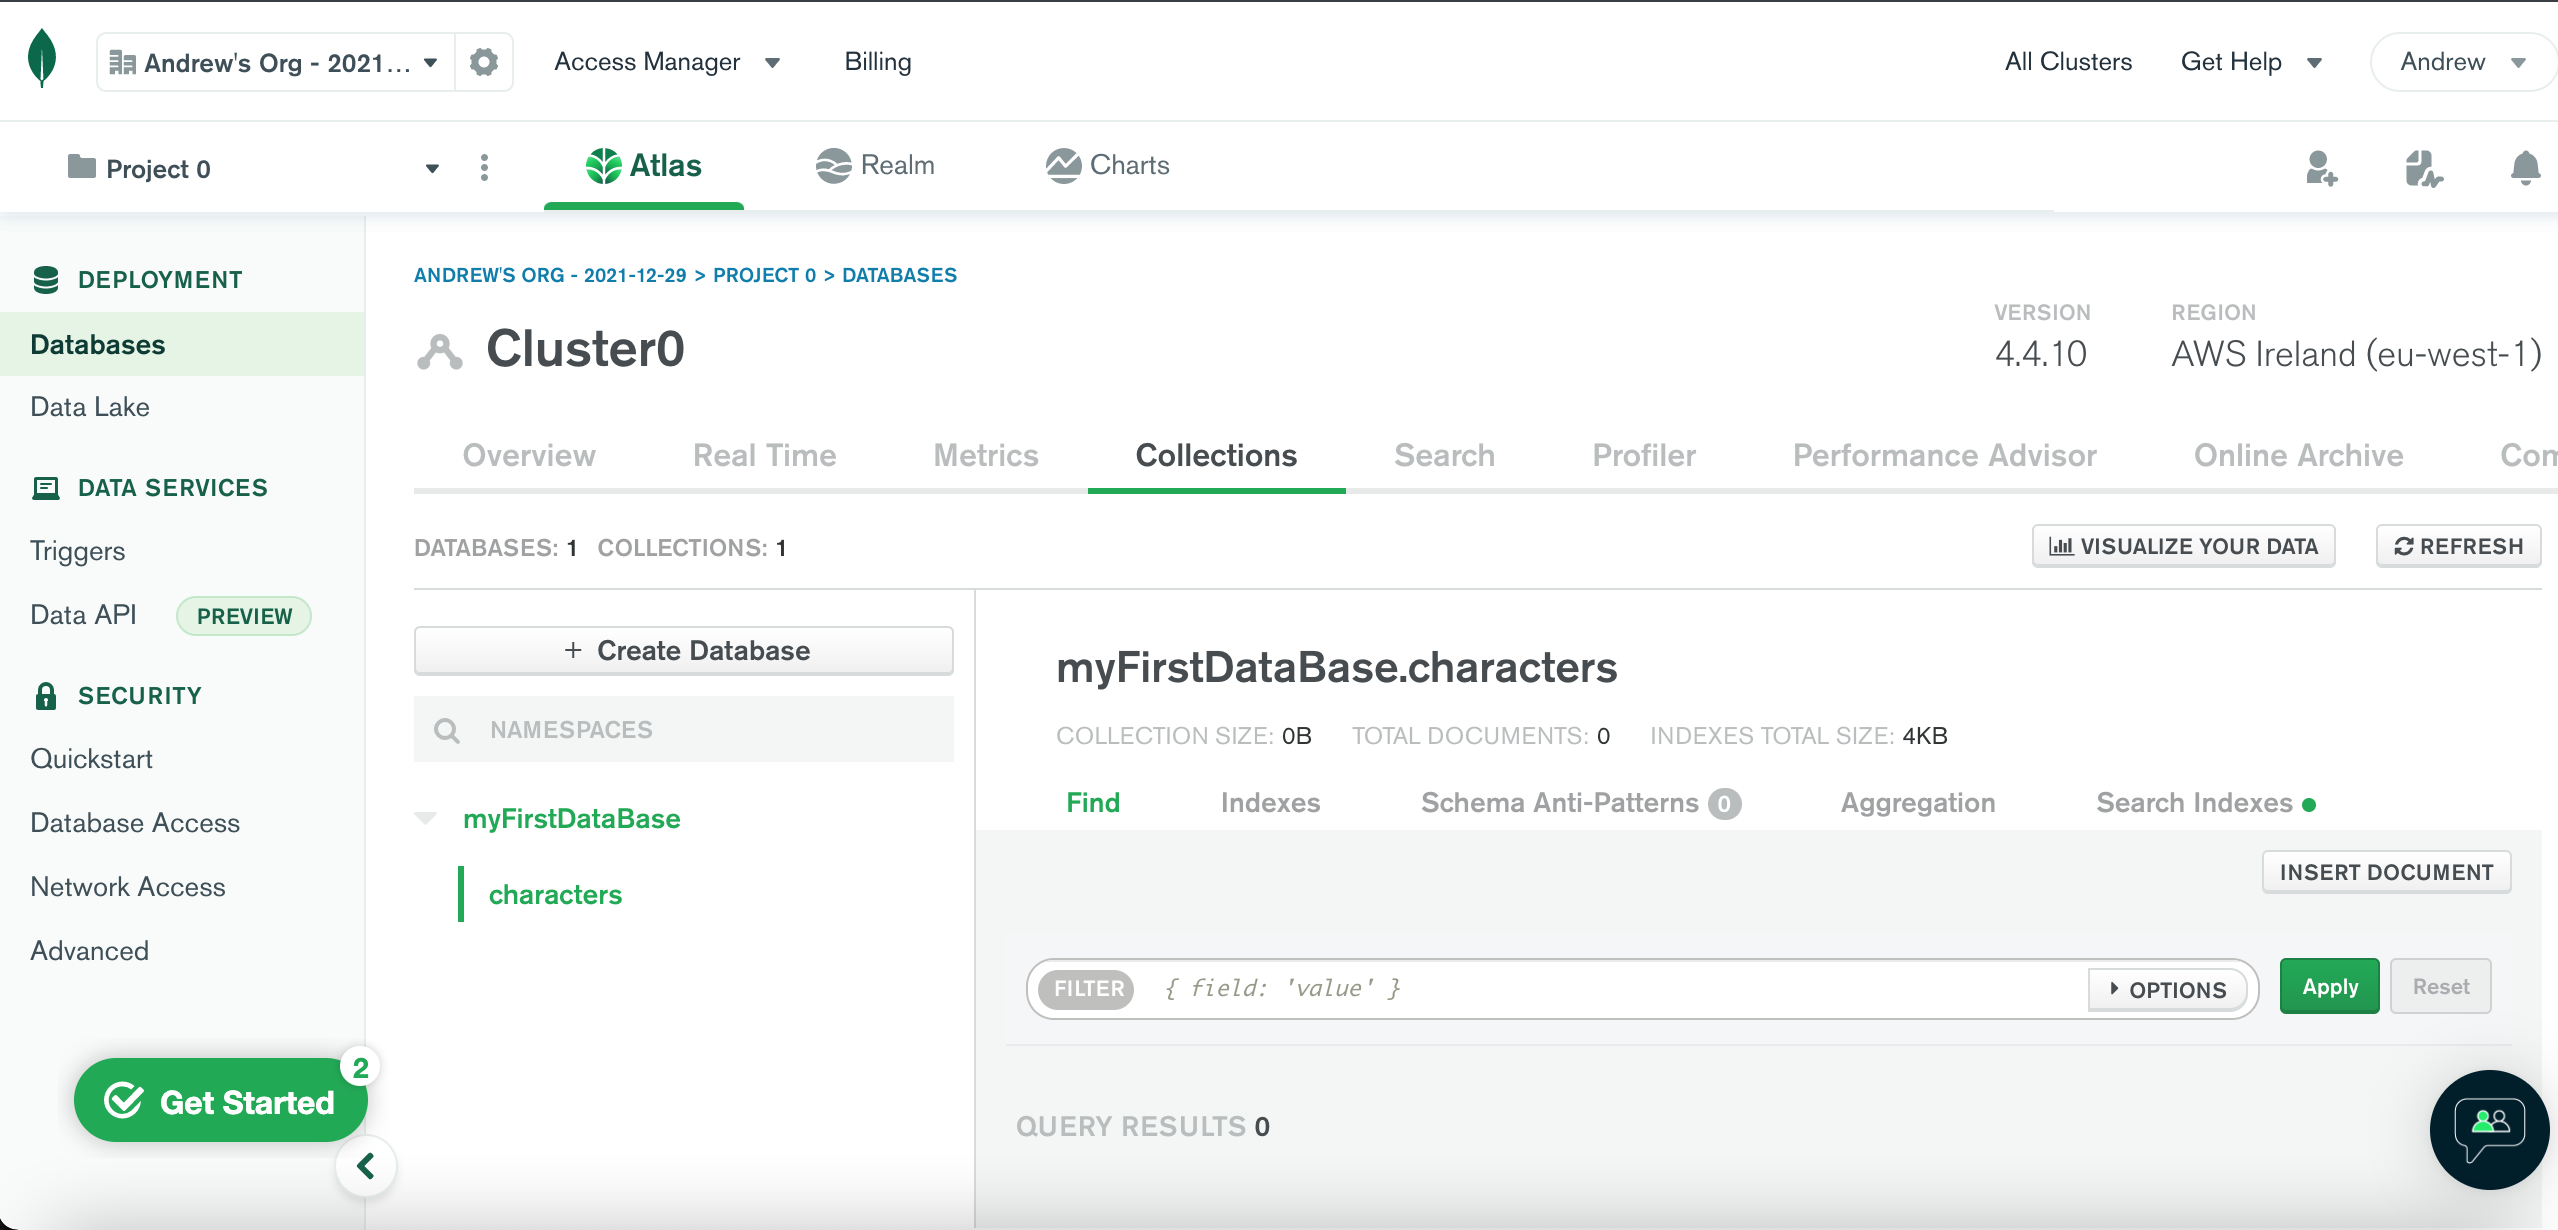 Andrew's Org - 2021... Access Manager Billing All Clusters Get Help Andrew
Project 0 Atlas Realm Charts
DEPLOYMENT
Databases
Data Lake
DATA SERVICES
Triggers
Data API PREVIEW
SECURITY
Quickstart
Database Access
Network Access
Advanced
Get Started 2
ANDREW'S ORG - 2021-12-29 > PROJECT 0 > DATABASES
Cluster0
VERSION
4.4.10
REGION
AWS Ireland (eu-west-1)
Overview Real Time Metrics Collections Search Profiler Performance Advisor Online Archive Com
DATABASES: 1 COLLECTIONS: 1
VISUALIZE YOUR DATA REFRESH
+ Create Database
NAMESPACES
myFirstDataBase
characters
myFirstDataBase.characters
COLLECTION SIZE: 0B TOTAL DOCUMENTS: 0 INDEXES TOTAL SIZE: 4KB
Find Indexes Schema Anti-Patterns 0 Aggregation Search Indexes
INSERT DOCUMENT
FILTER { field: 'value' } OPTIONS Apply Reset
QUERY RESULTS 0